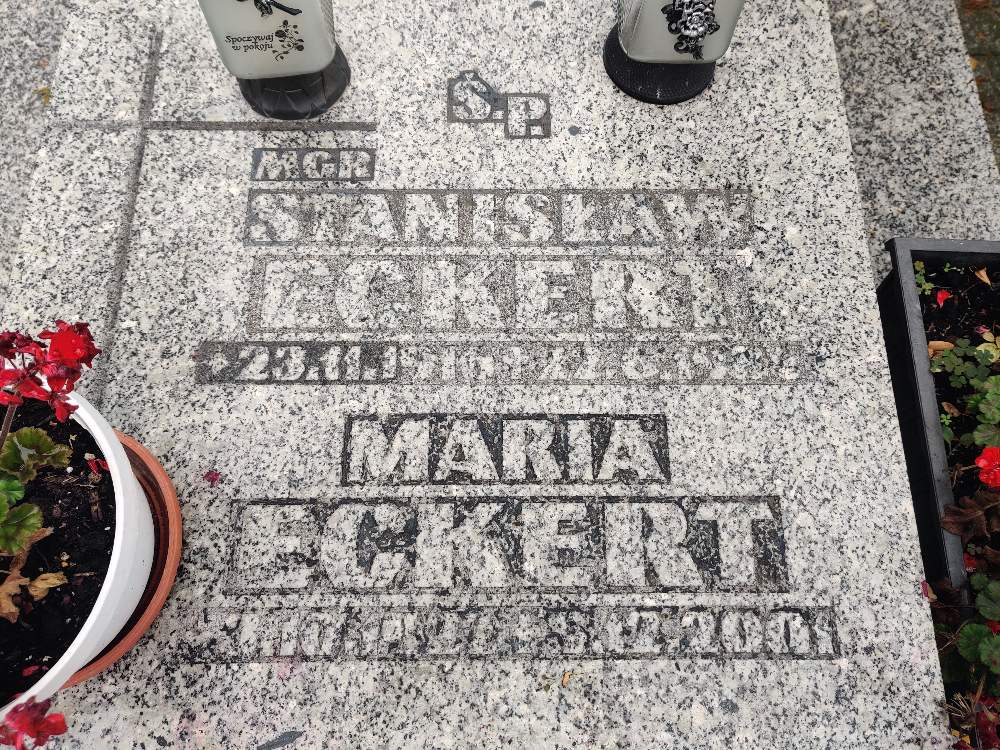 Spoczywaj
w pokoju
Ś.P.
MGR
STANISŁAW
ECKERT
MARIA
ECKERT